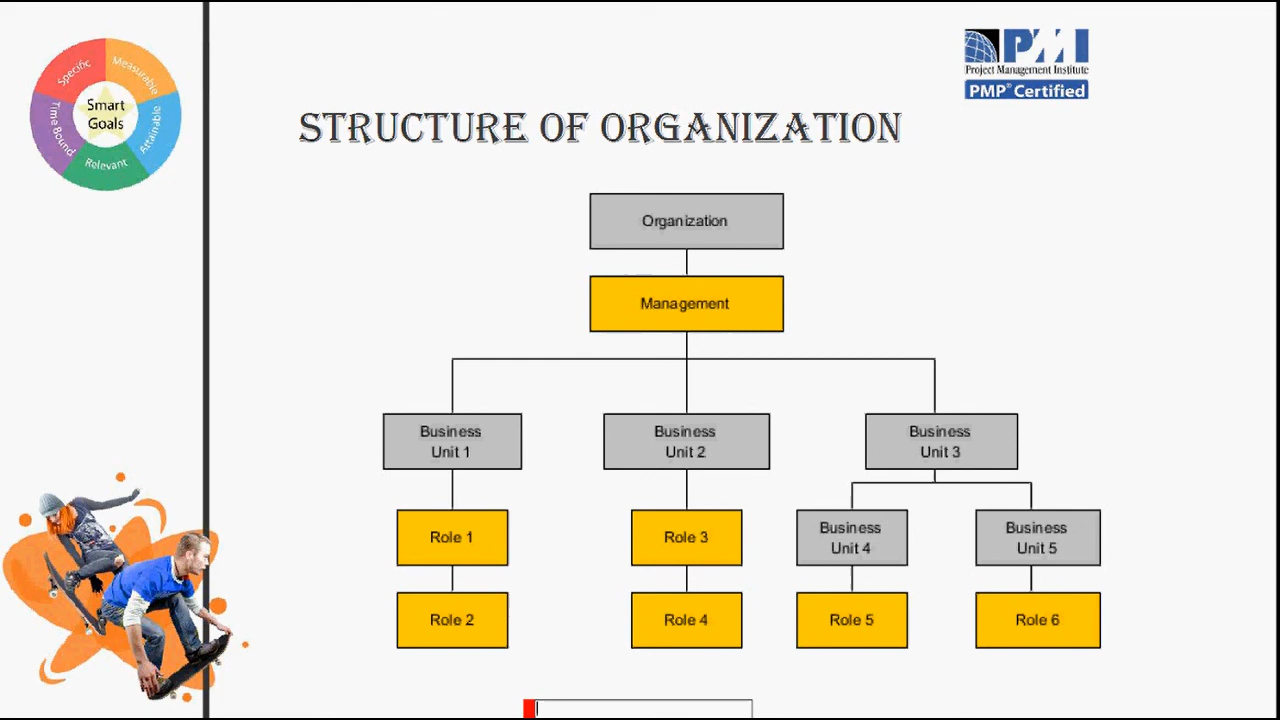 Specific
Measurable
Smart
Goals
Time Bound
Attainable
Relevant
PMI
Project Management Institute
PMP® Certified
STRUCTURE OF ORGANIZATION
Organization
Management
Business
Unit 1
Business
Unit 2
Business
Unit 3
Role 1
Role 3
Business
Unit 4
Business
Unit 5
Role 2
Role 4
Role 5
Role 6